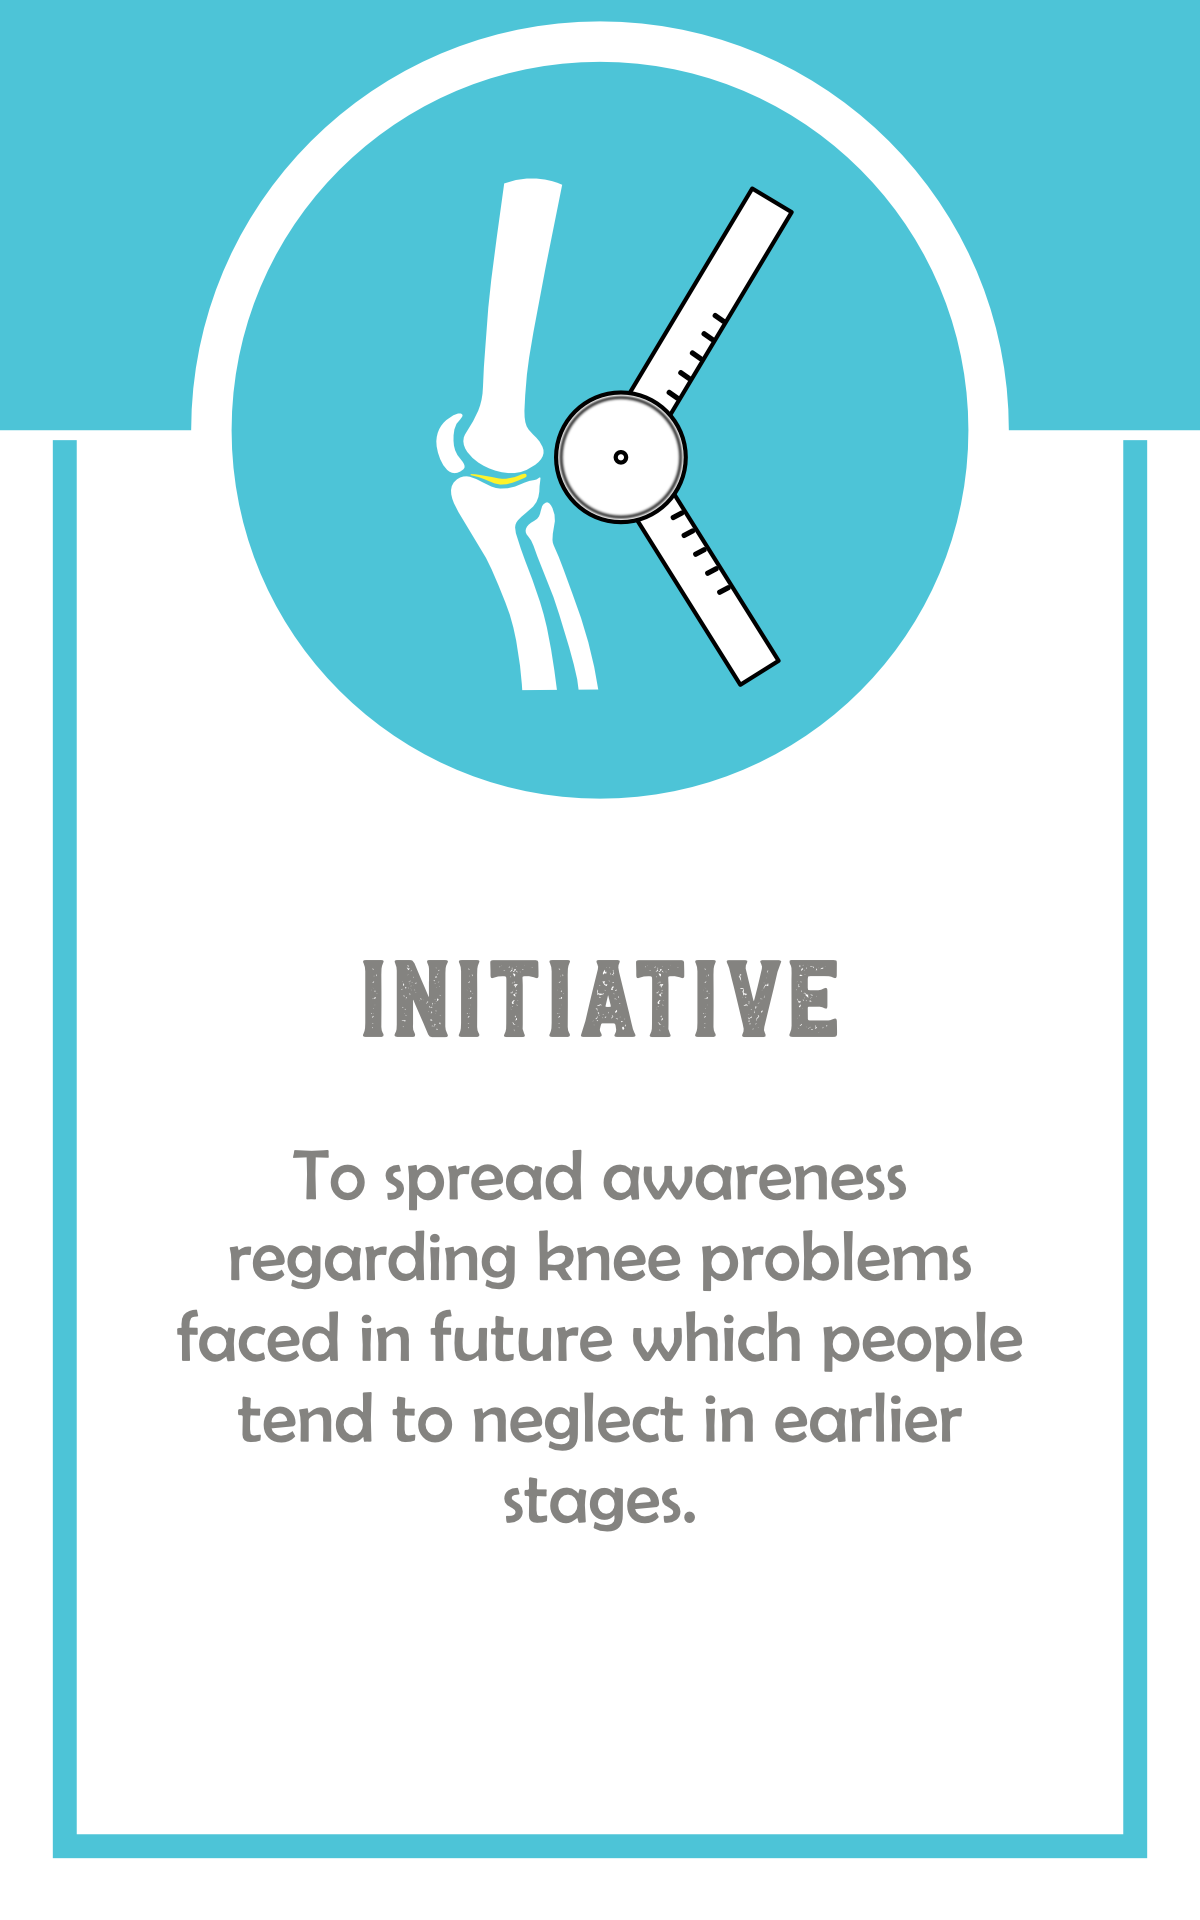 INITIATIVE
To spread awareness
regarding knee problems
faced in future which people
tend to neglect in earlier
stages.